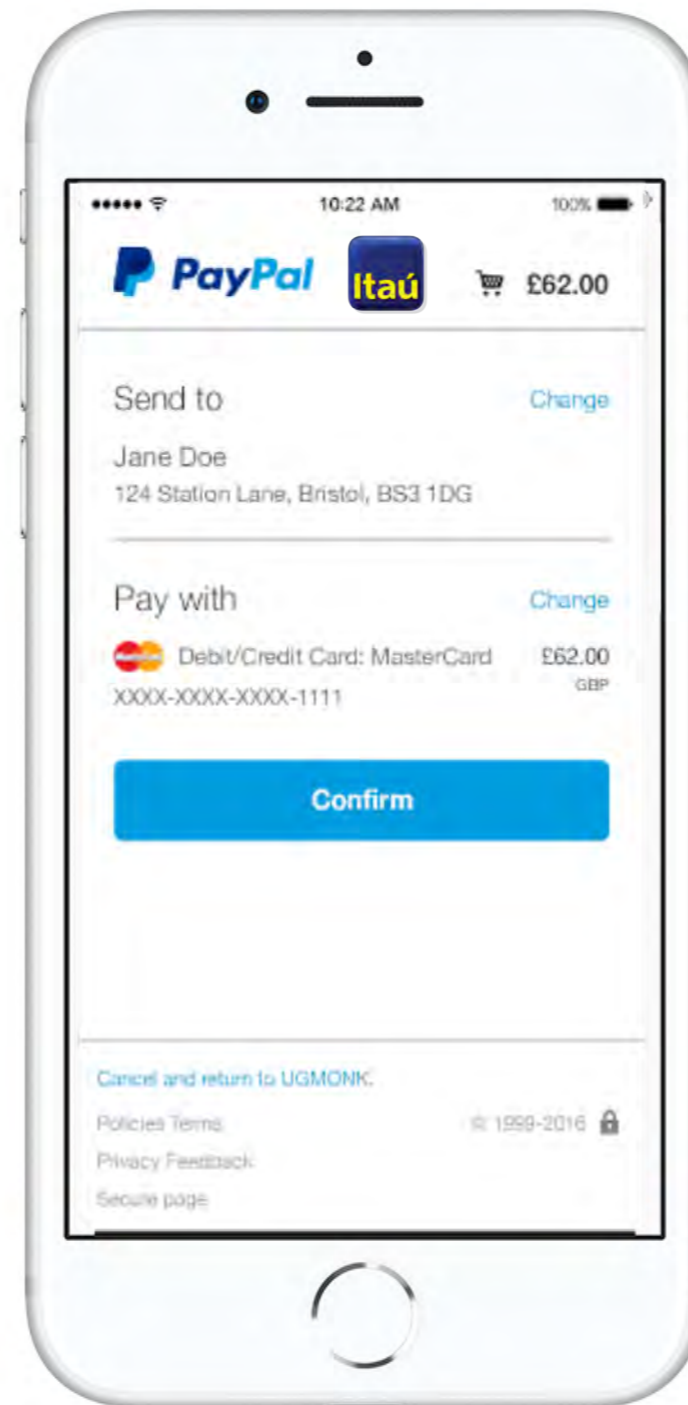 10:22 AM 100%
PayPal Itaú £62.00
Send to Change
Jane Doe
124 Station Lane, Bristol, BS3 1DG
Pay with Change
MasterCard Debit/Credit Card: MasterCard £62.00
XXXX-XXXX-XXXX-1111 GBP
Confirm
Cancel and return to UGMONK.
Policies Terms 1999-2016
Privacy Feedback
Secure page